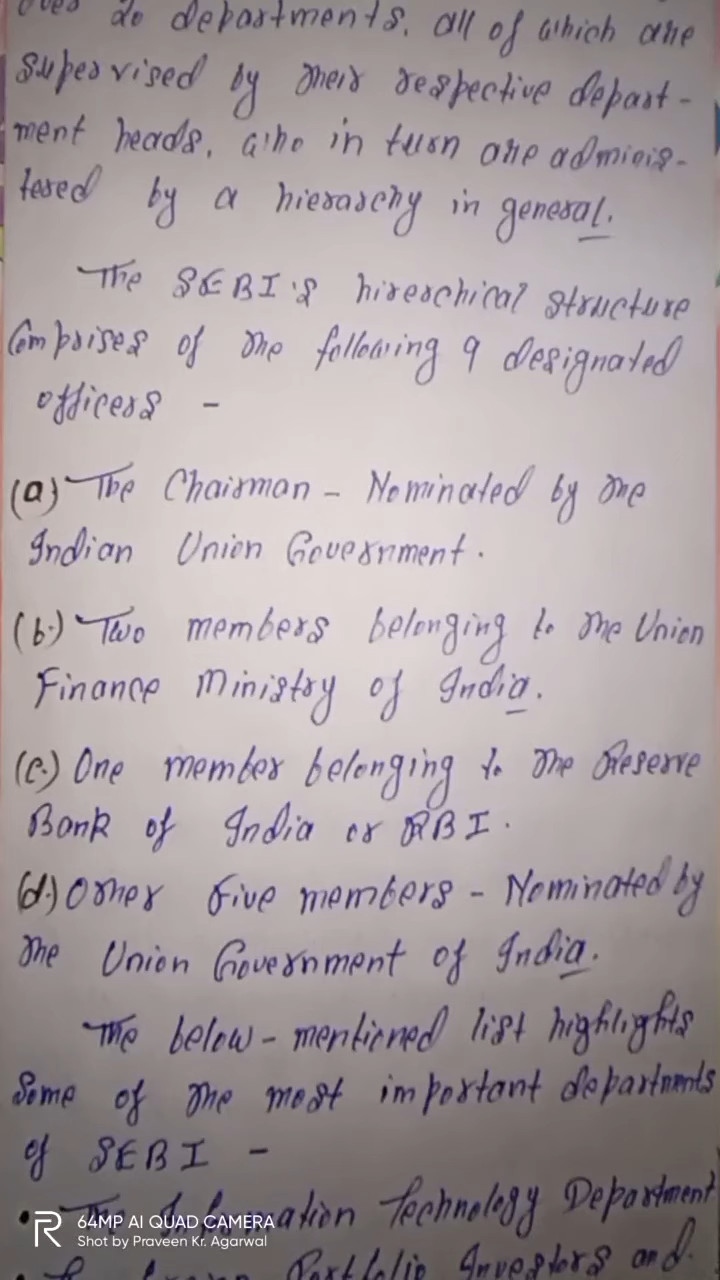 over 20 departments. all of which are
supervised by their respective depart-
ment heads. who in turn are adminis-
tered by a hierarchy in general.
The SEBI's hirerchical structure
Comprises of the following 9 designated
officers -
(a) The Chairman - Nominated by the
Indian Union Government.
(b.) Two members belonging to the Union
Finance Ministry of India.
(c.) One member belonging to the Reserve
Bank of India or RBI.
(d.) Other five members - Nominated by
the Union Government of India.
The below-mentioned list highlights
Some of the most important departments
of SEBI -
• The Information Technology Department
Portfolio Investors and
64MP AI QUAD CAMERA
Shot by Praveen Kr. Agarwal